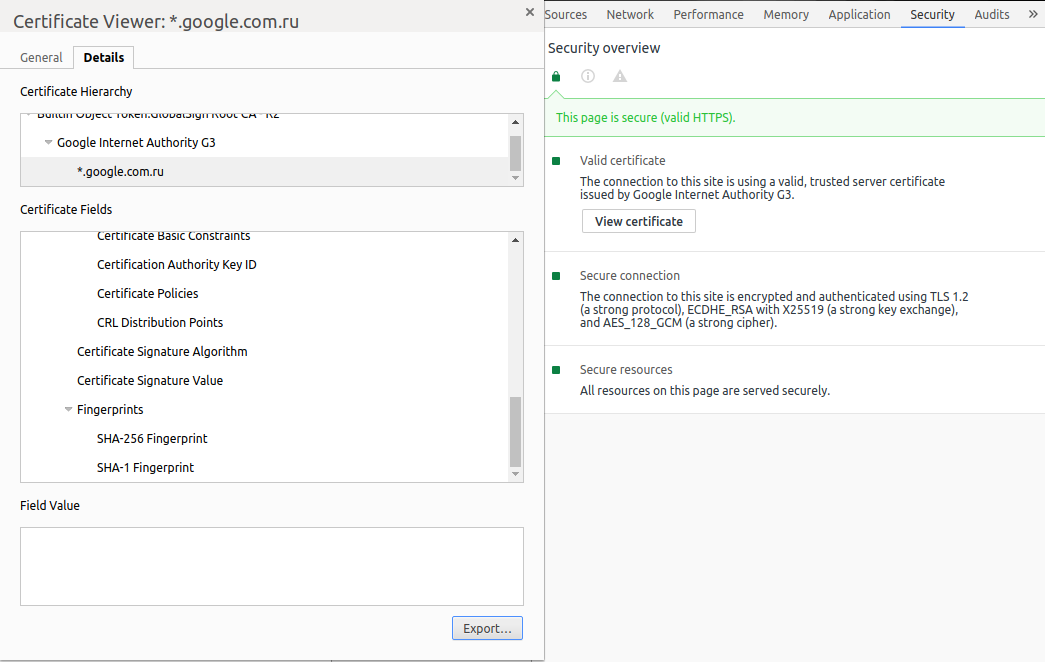 Certificate Viewer: *.google.com.ru
General Details
Certificate Hierarchy
Builtin Object Token:GlobalSign Root CA - R2
Google Internet Authority G3
*.google.com.ru
Certificate Fields
Certificate Basic Constraints
Certification Authority Key ID
Certificate Policies
CRL Distribution Points
Certificate Signature Algorithm
Certificate Signature Value
Fingerprints
SHA-256 Fingerprint
SHA-1 Fingerprint
Field Value
Export...
Sources Network Performance Memory Application Security Audits »
Security overview
This page is secure (valid HTTPS).
Valid certificate
The connection to this site is using a valid, trusted server certificate
issued by Google Internet Authority G3.
View certificate
Secure connection
The connection to this site is encrypted and authenticated using TLS 1.2
(a strong protocol), ECDHE_RSA with X25519 (a strong key exchange),
and AES_128_GCM (a strong cipher).
Secure resources
All resources on this page are served securely.